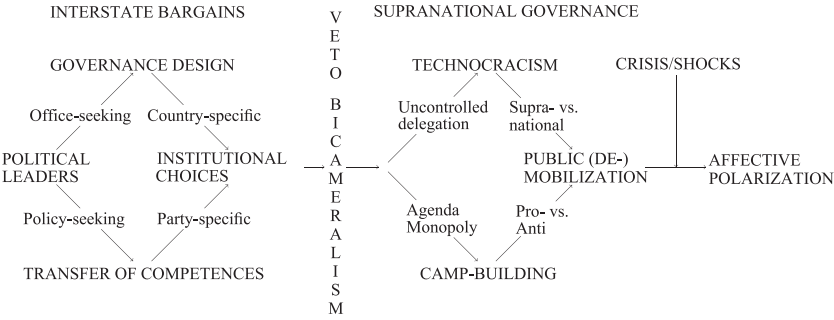 INTERSTATE BARGAINS
GOVERNANCE DESIGN
Office-seeking
Country-specific
POLITICAL
LEADERS
INSTITUTIONAL
CHOICES
Policy-seeking
Party-specific
TRANSFER OF COMPETENCES
VETO BICAMERALISM
SUPRANATIONAL GOVERNANCE
TECHNOCRACISM
CRISIS/SHOCKS
Uncontrolled
delegation
Supra- vs.
national
PUBLIC (DE-)
MOBILIZATION
AFFECTIVE
POLARIZATION
Agenda
Monopoly
Pro- vs.
Anti
CAMP-BUILDING